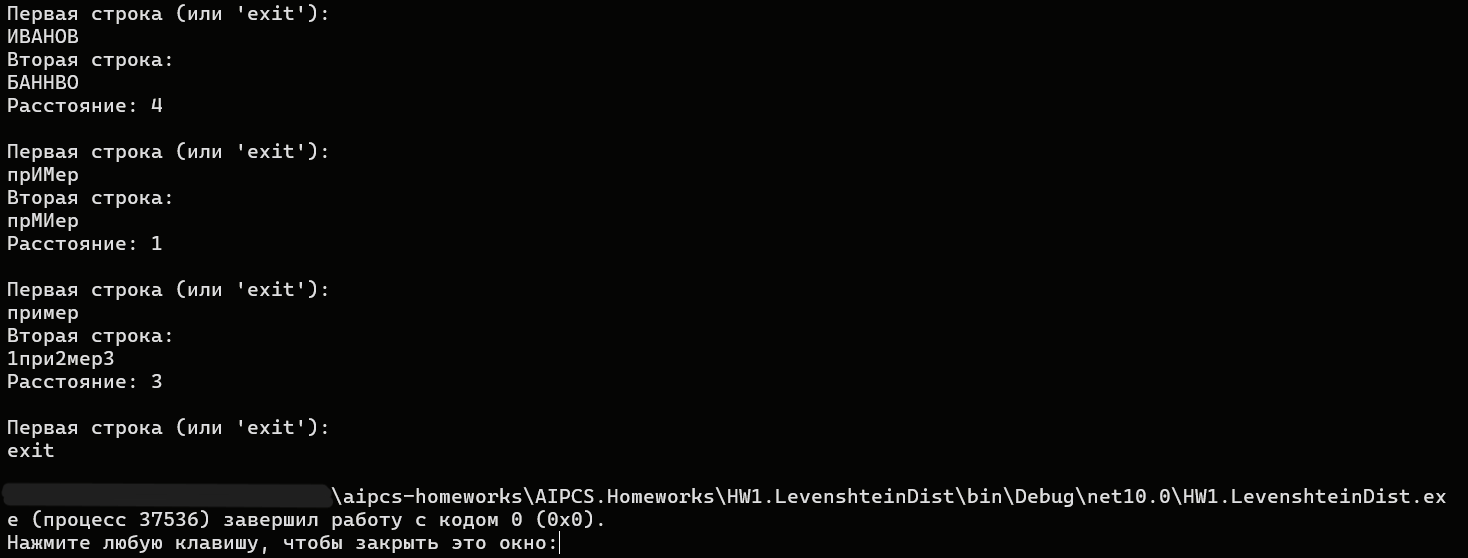 Первая строка (или 'exit'):
ИВАНОВ
Вторая строка:
БАННВО
Расстояние: 4
Первая строка (или 'exit'):
прИМер
Вторая строка:
прМИер
Расстояние: 1
Первая строка (или 'exit'):
пример
Вторая строка:
1при2мер3
Расстояние: 3
Первая строка (или 'exit'):
exit
\aipcs-homeworks\AIPCS.Homeworks\HW1.LevenshteinDist\bin\Debug\net10.0\HW1.LevenshteinDist.ex
e (процесс 37536) завершил работу с кодом 0 (0x0).
Нажмите любую клавишу, чтобы закрыть это окно: